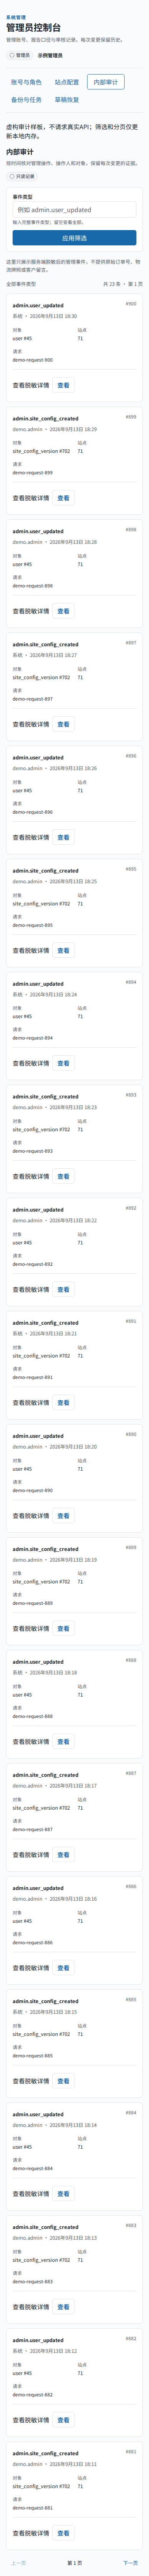 系统管理
管理员控制台
管理账号、报告口径与审核记录。每次变更保留历史。
管理员 示例管理员
账号与角色 站点配置 内部审计
备份与任务 草稿恢复
虚构审计样板，不请求真实API；筛选和分页仅更新本地内存。
内部审计
按时间核对管理操作、操作人和对象，保留每次变更的证据。
只读记录
事件类型
例如 admin.user_updated
输入完整事件类型；留空查看全部。
应用筛选
这里只展示服务端脱敏后的管理事件，不提供原始订单号、物流原码或者客户留言。
全部事件类型 共 23 条 · 第 1 页
admin.user_updated #900
系统 · 2026年9月13日 18:30
对象 站点
user #45 71
请求
demo-request-900
查看脱敏详情 查看
admin.site_config_created #899
demo.admin · 2026年9月13日 18:29
对象 站点
site_config_version #702 71
请求
demo-request-899
查看脱敏详情 查看
admin.user_updated #898
demo.admin · 2026年9月13日 18:28
对象 站点
user #45 71
请求
demo-request-898
查看脱敏详情 查看
admin.site_config_created #897
系统 · 2026年9月13日 18:27
对象 站点
site_config_version #702 71
请求
demo-request-897
查看脱敏详情 查看
admin.user_updated #896
demo.admin · 2026年9月13日 18:26
对象 站点
user #45 71
请求
demo-request-896
查看脱敏详情 查看
admin.site_config_created #895
demo.admin · 2026年9月13日 18:25
对象 站点
site_config_version #702 71
请求
demo-request-895
查看脱敏详情 查看
admin.user_updated #894
系统 · 2026年9月13日 18:24
对象 站点
user #45 71
请求
demo-request-894
查看脱敏详情 查看
admin.site_config_created #893
demo.admin · 2026年9月13日 18:23
对象 站点
site_config_version #702 71
请求
demo-request-893
查看脱敏详情 查看
admin.user_updated #892
demo.admin · 2026年9月13日 18:22
对象 站点
user #45 71
请求
demo-request-892
查看脱敏详情 查看
admin.site_config_created #891
系统 · 2026年9月13日 18:21
对象 站点
site_config_version #702 71
请求
demo-request-891
查看脱敏详情 查看
admin.user_updated #890
demo.admin · 2026年9月13日 18:20
对象 站点
user #45 71
请求
demo-request-890
查看脱敏详情 查看
admin.site_config_created #889
demo.admin · 2026年9月13日 18:19
对象 站点
site_config_version #702 71
请求
demo-request-889
查看脱敏详情 查看
admin.user_updated #888
系统 · 2026年9月13日 18:18
对象 站点
user #45 71
请求
demo-request-888
查看脱敏详情 查看
admin.site_config_created #887
demo.admin · 2026年9月13日 18:17
对象 站点
site_config_version #702 71
请求
demo-request-887
查看脱敏详情 查看
admin.user_updated #886
demo.admin · 2026年9月13日 18:16
对象 站点
user #45 71
请求
demo-request-886
查看脱敏详情 查看
admin.site_config_created #885
系统 · 2026年9月13日 18:15
对象 站点
site_config_version #702 71
请求
demo-request-885
查看脱敏详情 查看
admin.user_updated #884
demo.admin · 2026年9月13日 18:14
对象 站点
user #45 71
请求
demo-request-884
查看脱敏详情 查看
admin.site_config_created #883
demo.admin · 2026年9月13日 18:13
对象 站点
site_config_version #702 71
请求
demo-request-883
查看脱敏详情 查看
admin.user_updated #882
系统 · 2026年9月13日 18:12
对象 站点
user #45 71
请求
demo-request-882
查看脱敏详情 查看
admin.site_config_created #881
demo.admin · 2026年9月13日 18:11
对象 站点
site_config_version #702 71
请求
demo-request-881
查看脱敏详情 查看
上一页 第 1 页 下一页